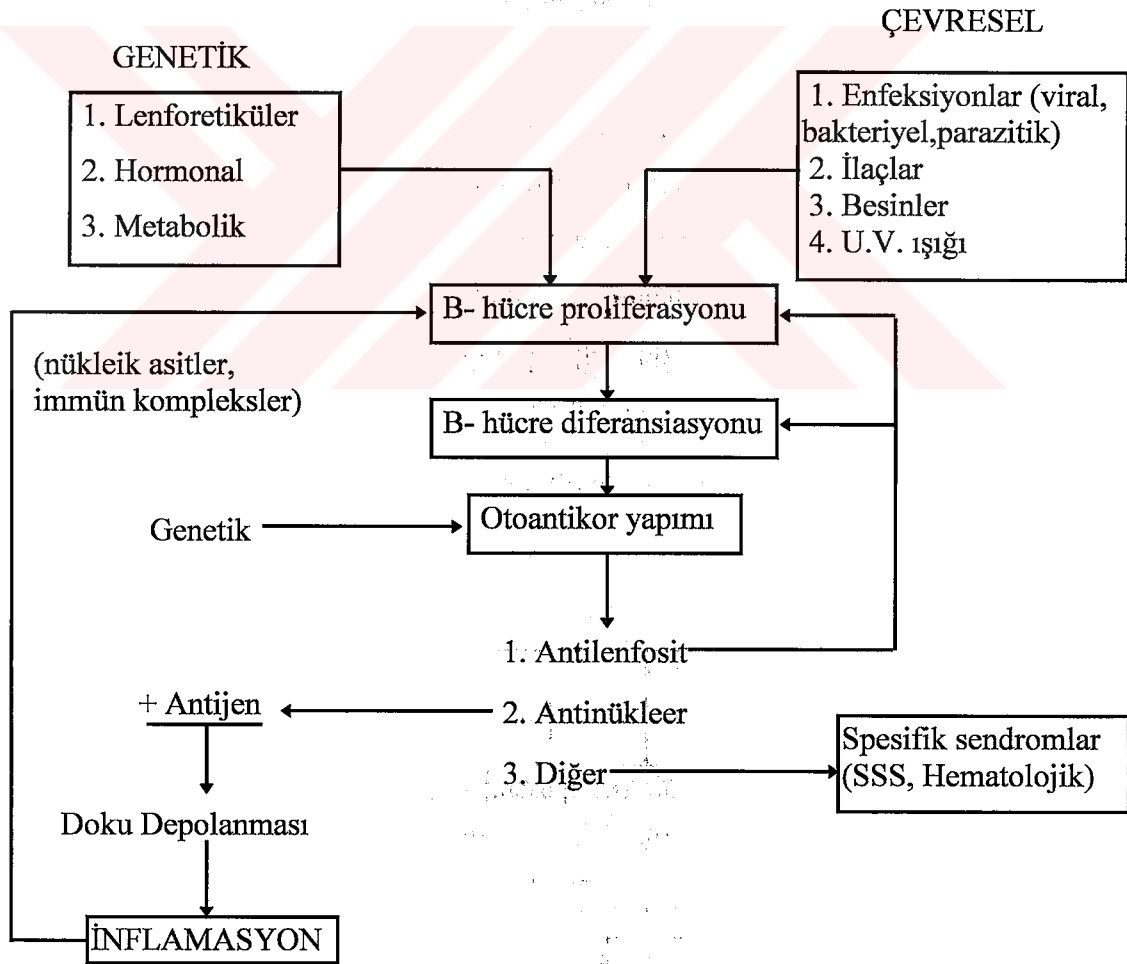 GENETİK
1. Lenforetiküler
2. Hormonal
3. Metabolik
ÇEVRESEL
1. Enfeksiyonlar (viral,
bakteriyel,parazitik)
2. İlaçlar
3. Besinler
4. U.V. ışığı
B- hücre proliferasyonu
(nükleik asitler,
immün kompleksler)
B- hücre diferansiasyonu
Genetik
Otoantikor yapımı
1. Antilenfosit
+ Antijen
2. Antinükleer
3. Diğer
Spesifik sendromlar
(SSS, Hematolojik)
Doku Depolanması
İNFLAMASYON